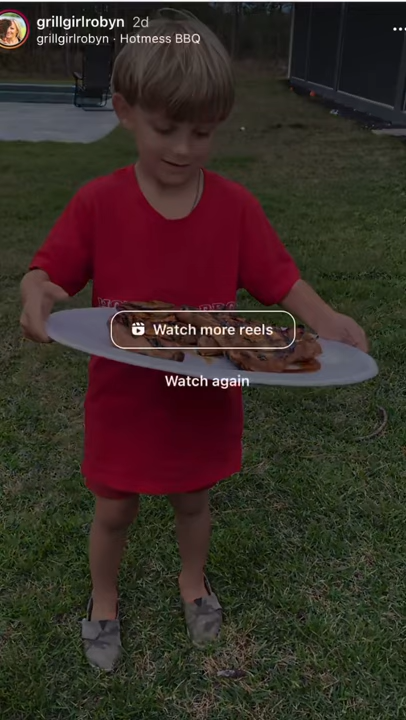 grillgirlrobyn 2d
grillgirlrobyn · Hotmess BBQ
Watch more reels
Watch again